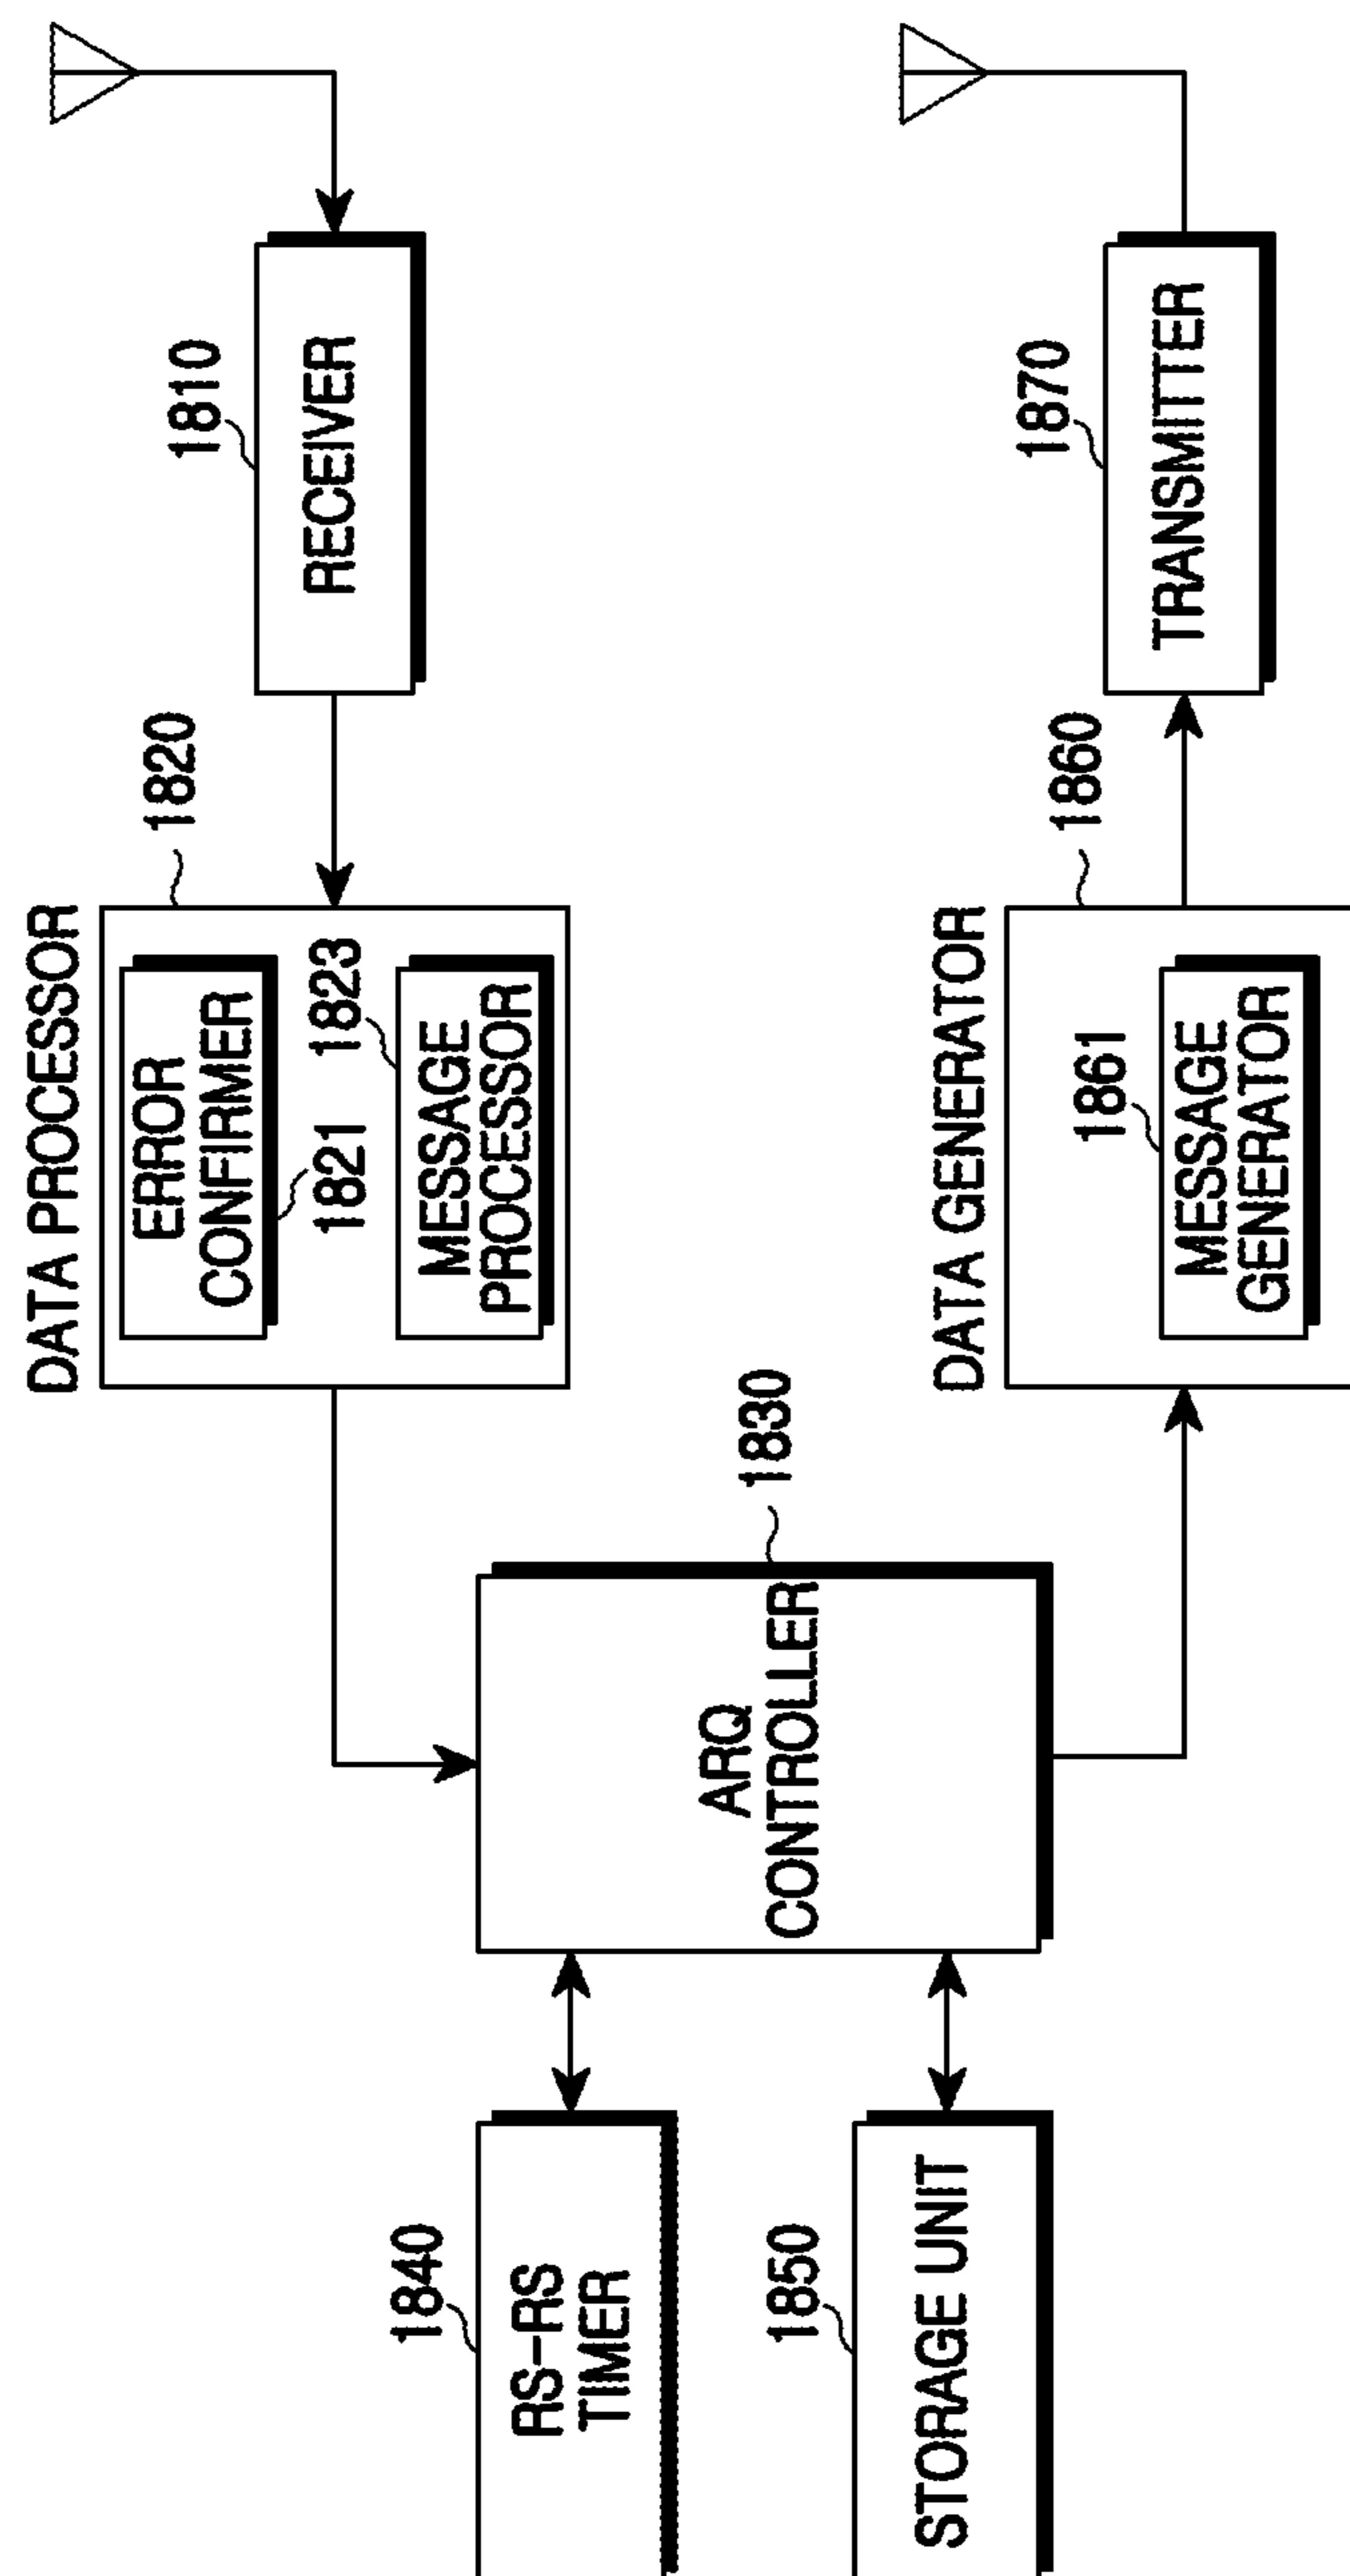 DATA PROCESSOR
1820
ERROR
CONFIRMER
1821
1823
MESSAGE
PROCESSOR
1810
RECEIVER
1840
RS-RS
TIMER
1830
ARQ
CONTROLLER
1850
STORAGE UNIT
DATA GENERATOR
1860
1861
MESSAGE
GENERATOR
1870
TRANSMITTER